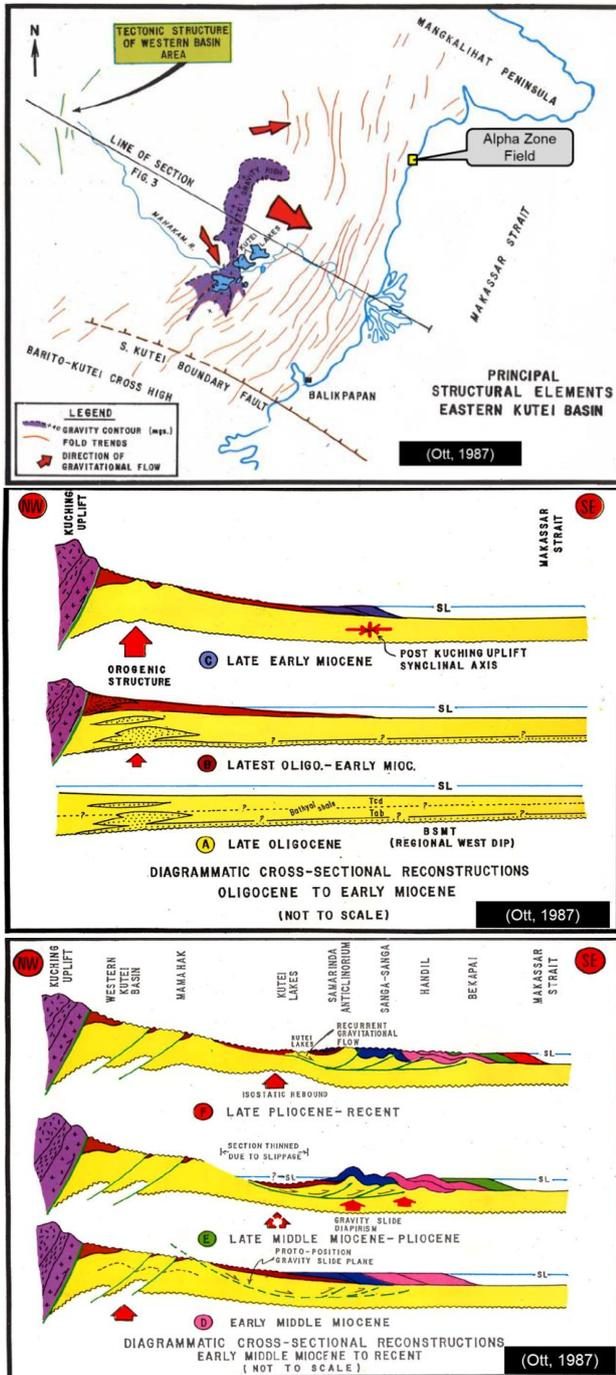 N
TECTONIC STRUCTURE
OF WESTERN BASIN
AREA
MANGKALIHAT
PENINSULA
Alpha Zone
Field
LINE OF SECTION
FIG. 3
KUTEI GRAVITY HIGH
MAHAKAM R.
KUTEI
LAKES
MAKASSAR STRAIT
S. KUTEI BOUNDARY FAULT
BARITO-KUTEI CROSS HIGH
BALIKPAPAN
PRINCIPAL
STRUCTURAL ELEMENTS
EASTERN KUTEI BASIN
LEGEND
GRAVITY CONTOUR (mgs.)
FOLD TRENDS
DIRECTION OF
GRAVITATIONAL FLOW
(Ott, 1987)
NW
SE
KUCHING
UPLIFT
MAKASSAR
STRAIT
SL
OROGENIC
STRUCTURE
C LATE EARLY MIOCENE
POST KUCHING UPLIFT
SYNCLINAL AXIS
SL
? ? ?
B LATEST OLIGO.-EARLY MIOC.
SL
? Bathyal shale Tcd ?
? ? Tab ?
A LATE OLIGOCENE
BSMT
(REGIONAL WEST DIP)
DIAGRAMMATIC CROSS-SECTIONAL RECONSTRUCTIONS
OLIGOCENE TO EARLY MIOCENE
(NOT TO SCALE)
(Ott, 1987)
NW
SE
KUCHING
UPLIFT
WESTERN
KUTEI
BASIN
MAMAHAK
KUTEI
LAKES
SAMARINDA
ANTICLINORIUM
SANGA-SANGA
HANDIL
BEKAPAI
MAKASSAR
STRAIT
KUTEI
LAKES
RECURRENT
GRAVITATIONAL
FLOW
SL
ISOSTATIC REBOUND
F LATE PLIOCENE-RECENT
SECTION THINNED
DUE TO SLIPPAGE
?-SL
SL
GRAVITY SLIDE
DIAPIRISM
E LATE MIDDLE MIOCENE-PLIOCENE
PROTO-POSITION
GRAVITY SLIDE PLANE
SL
D EARLY MIDDLE MIOCENE
DIAGRAMMATIC CROSS-SECTIONAL RECONSTRUCTIONS
EARLY MIDDLE MIOCENE TO RECENT
(NOT TO SCALE)
(Ott, 1987)